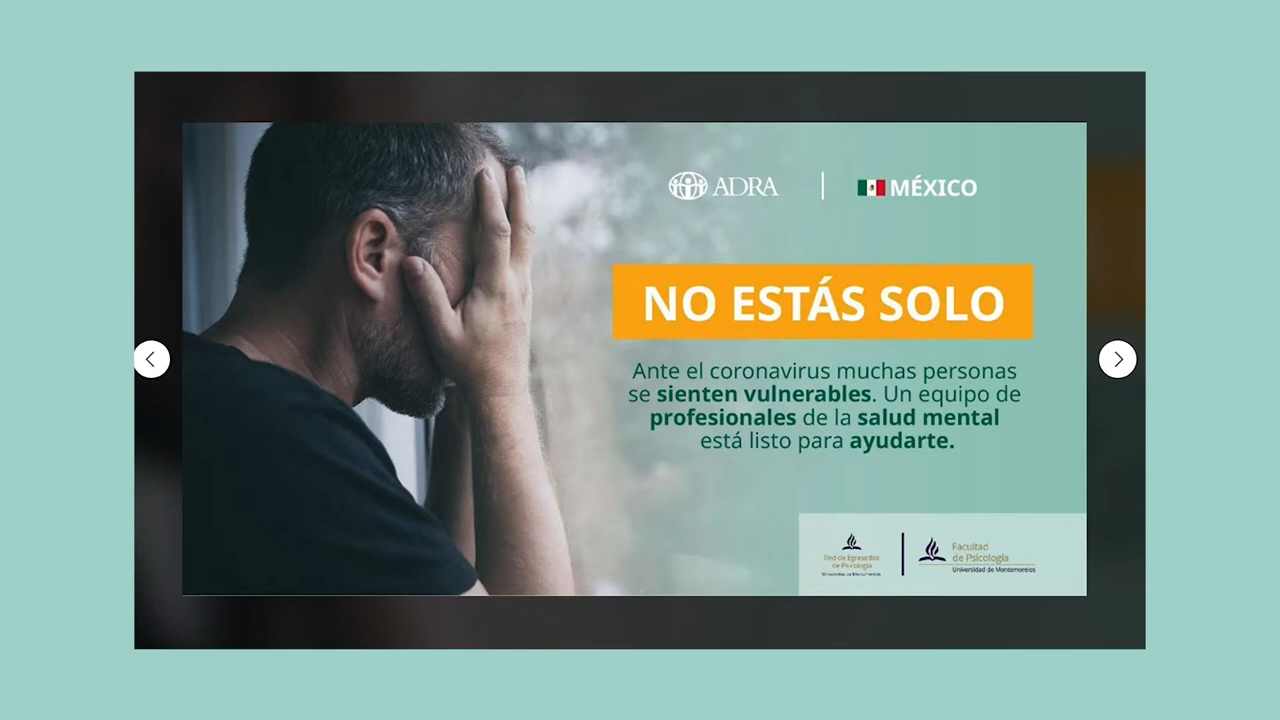 ADRA
MÉXICO
NO ESTÁS SOLO
Ante el coronavirus muchas personas
se sienten vulnerables. Un equipo de
profesionales de la salud mental
está listo para ayudarte.
Red de Egresados
de Psicología
Facultad
de Psicología
Universidad de Montemorelos